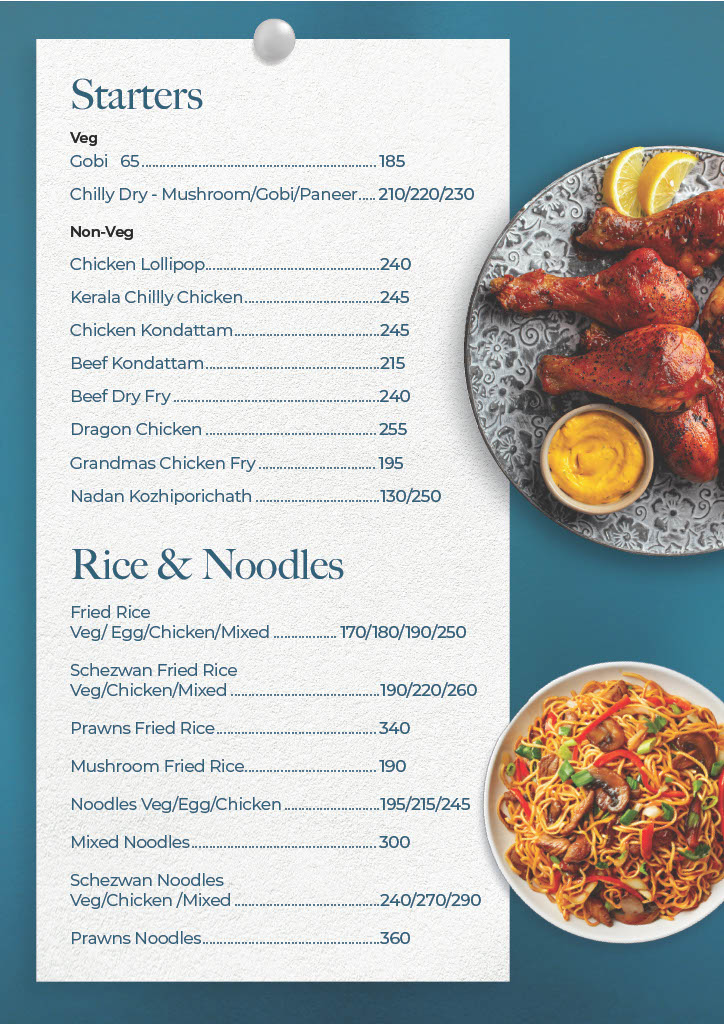 Starters
Veg
Gobi 65 ........ 185
Chilly Dry - Mushroom/Gobi/Paneer..... 210/220/230
Non-Veg
Chicken Lollipop........240
Kerala Chillly Chicken........245
Chicken Kondattam........245
Beef Kondattam........215
Beef Dry Fry ........240
Dragon Chicken ........ 255
Grandmas Chicken Fry ........ 195
Nadan Kozhiporichath ........130/250
Rice & Noodles
Fried Rice
Veg/ Egg/Chicken/Mixed ........ 170/180/190/250
Schezwan Fried Rice
Veg/Chicken/Mixed ........190/220/260
Prawns Fried Rice........ 340
Mushroom Fried Rice........ 190
Noodles Veg/Egg/Chicken ........195/215/245
Mixed Noodles........ 300
Schezwan Noodles
Veg/Chicken /Mixed ........240/270/290
Prawns Noodles........360